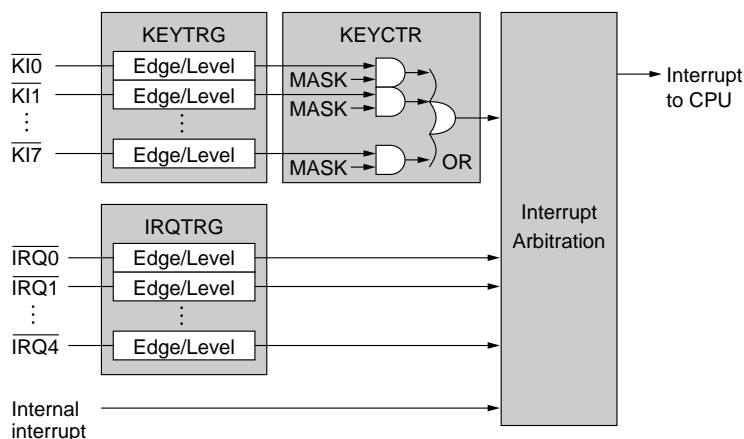 KEYTRG
KEYCTR
KI0
Edge/Level
MASK
KI1
Edge/Level
MASK
KI7
Edge/Level
MASK
OR
Interrupt
to CPU
Interrupt
Arbitration
IRQTRG
IRQ0
Edge/Level
IRQ1
Edge/Level
IRQ4
Edge/Level
Internal
interrupt